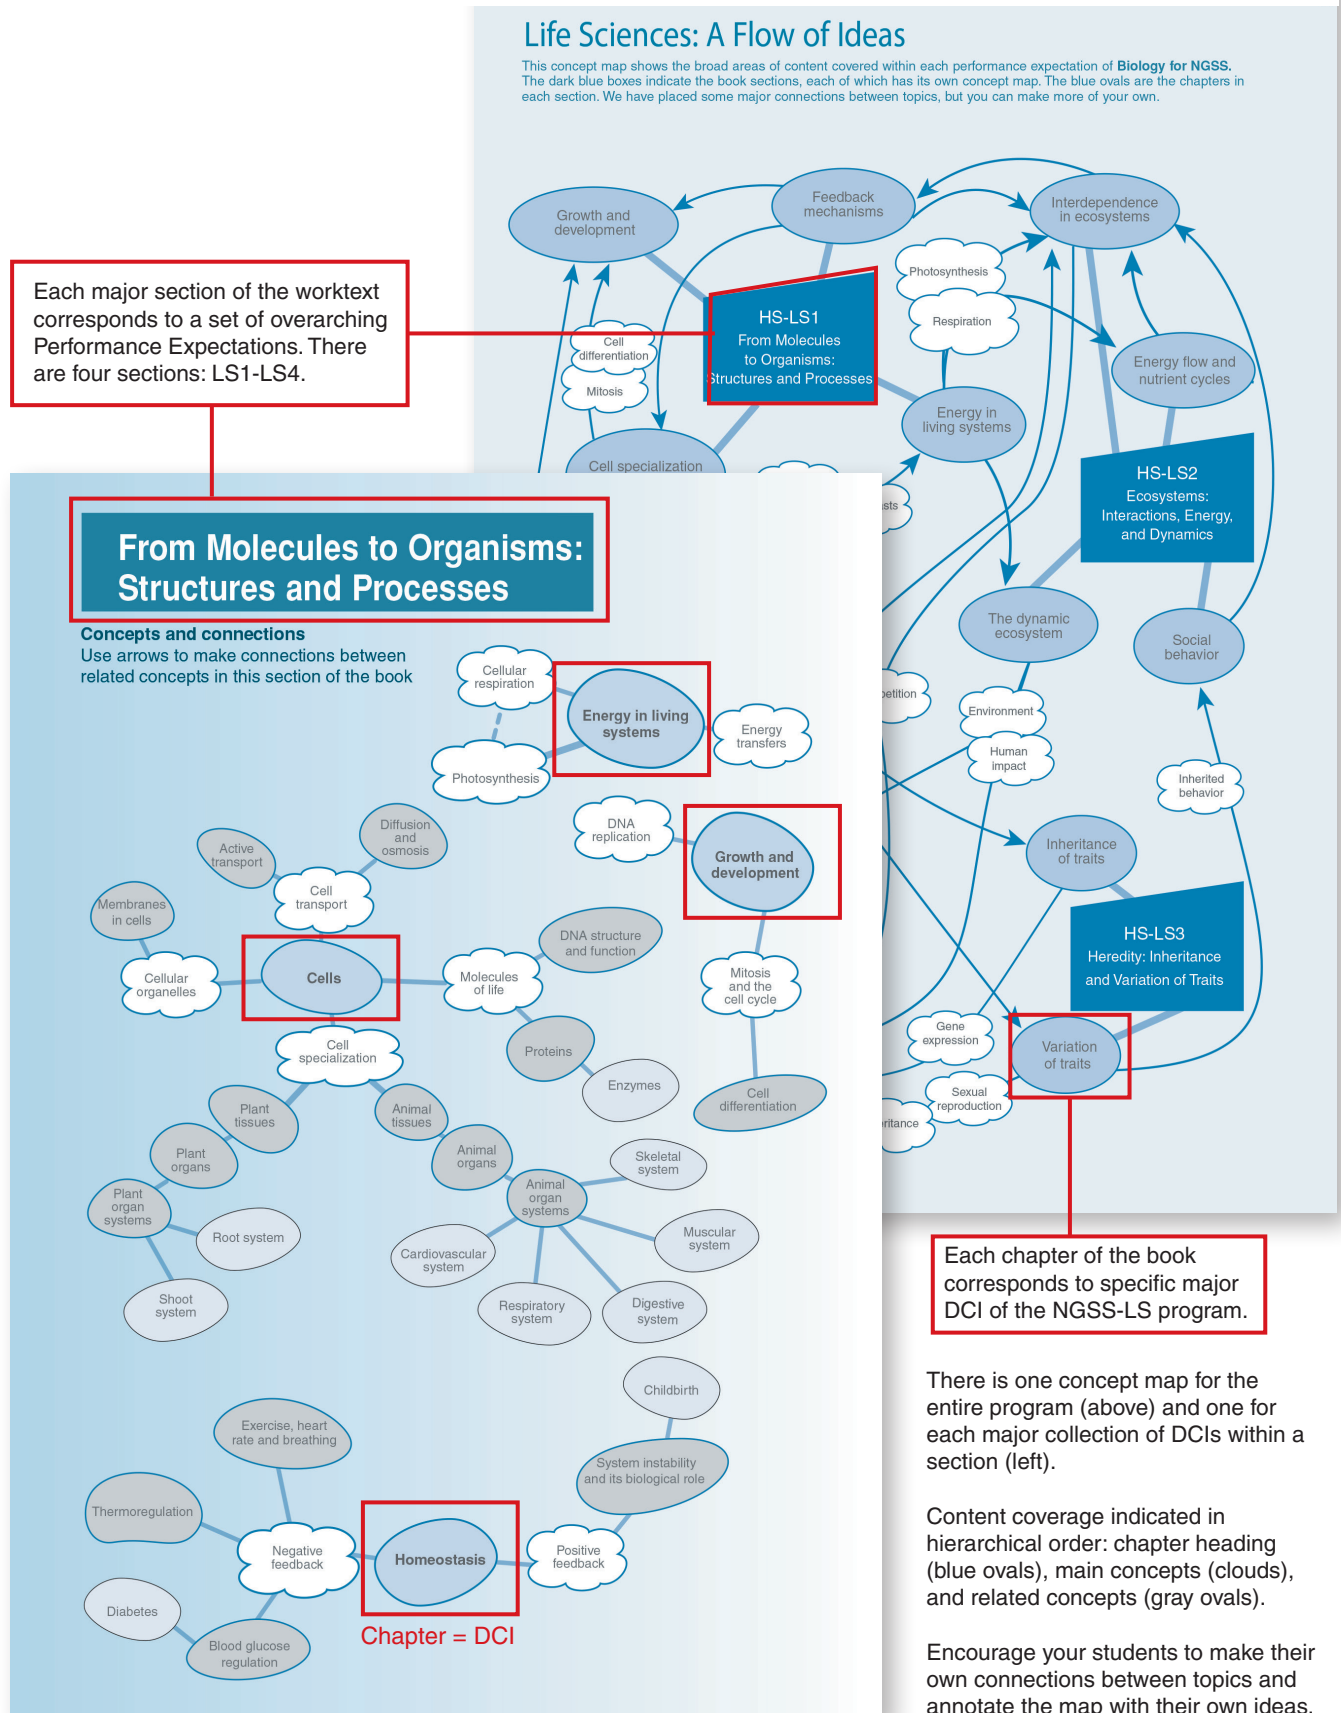 Life Sciences: A Flow of Ideas
This concept map shows the broad areas of content covered within each performance expectation of Biology for NGSS.
The dark blue boxes indicate the book sections, each of which has its own concept map. The blue ovals are the chapters in
each section. We have placed some major connections between topics, but you can make more of your own.
Growth and
development
Feedback
mechanisms
Interdependence
in ecosystems
Photosynthesis
Respiration
Each major section of the worktext
corresponds to a set of overarching
Performance Expectations. There
are four sections: LS1-LS4.
HS-LS1
From Molecules
to Organisms:
Structures and Processes
Cell
differentiation
Mitosis
Energy flow and
nutrient cycles
Energy in
living systems
Cell specialization
HS-LS2
Ecosystems:
Interactions, Energy,
and Dynamics
sts
The dynamic
ecosystem
Social
behavior
petition
Environment
Human
impact
Inherited
behavior
Inheritance
of traits
HS-LS3
Heredity: Inheritance
and Variation of Traits
Gene
expression
Variation
of traits
Sexual
reproduction
eritance
From Molecules to Organisms:
Structures and Processes
Concepts and connections
Use arrows to make connections between
related concepts in this section of the book
Cellular
respiration
Energy in living
systems
Energy
transfers
Photosynthesis
DNA
replication
Growth and
development
Diffusion
and
osmosis
Active
transport
Cell
transport
Membranes
in cells
Cellular
organelles
Cells
Molecules
of life
DNA structure
and function
Mitosis
and the
cell cycle
Cell
specialization
Proteins
Enzymes
Cell
differentiation
Plant
tissues
Animal
tissues
Plant
organs
Animal
organs
Skeletal
system
Plant
organ
systems
Animal
organ
systems
Root system
Muscular
system
Cardiovascular
system
Shoot
system
Respiratory
system
Digestive
system
Childbirth
Exercise, heart
rate and breathing
System instability
and its biological role
Thermoregulation
Negative
feedback
Homeostasis
Positive
feedback
Diabetes
Blood glucose
regulation
Chapter = DCI
Each chapter of the book
corresponds to specific major
DCI of the NGSS-LS program.
There is one concept map for the
entire program (above) and one for
each major collection of DCIs within a
section (left).
Content coverage indicated in
hierarchical order: chapter heading
(blue ovals), main concepts (clouds),
and related concepts (gray ovals).
Encourage your students to make their
own connections between topics and
annotate the map with their own ideas.